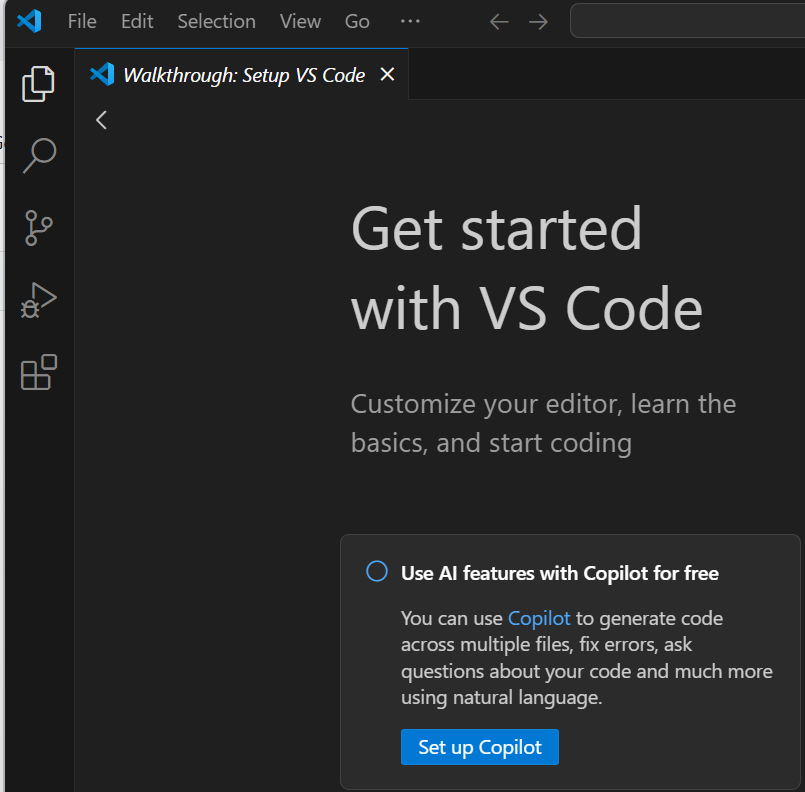 File Edit Selection View Go ...
Walkthrough: Setup VS Code
Get started
with VS Code
Customize your editor, learn the
basics, and start coding
Use AI features with Copilot for free
You can use Copilot to generate code
across multiple files, fix errors, ask
questions about your code and much more
using natural language.
Set up Copilot